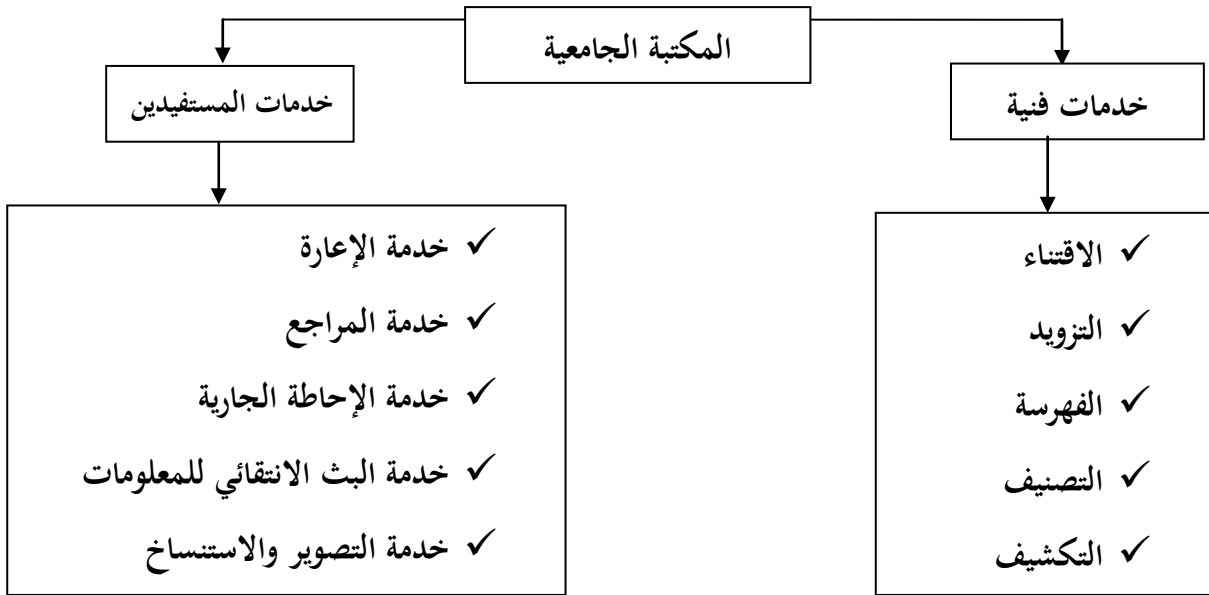 المكتبة الجامعية
خدمات فنية
خدمات المستفيدين
✓ الاقتناء
✓ التزويد
✓ الفهرسة
✓ التصنيف
✓ التكشيف
✓ خدمة الإعارة
✓ خدمة المراجع
✓ خدمة الإحاطة الجارية
✓ خدمة البث الانتقائي للمعلومات
✓ خدمة التصوير والاستنساخ